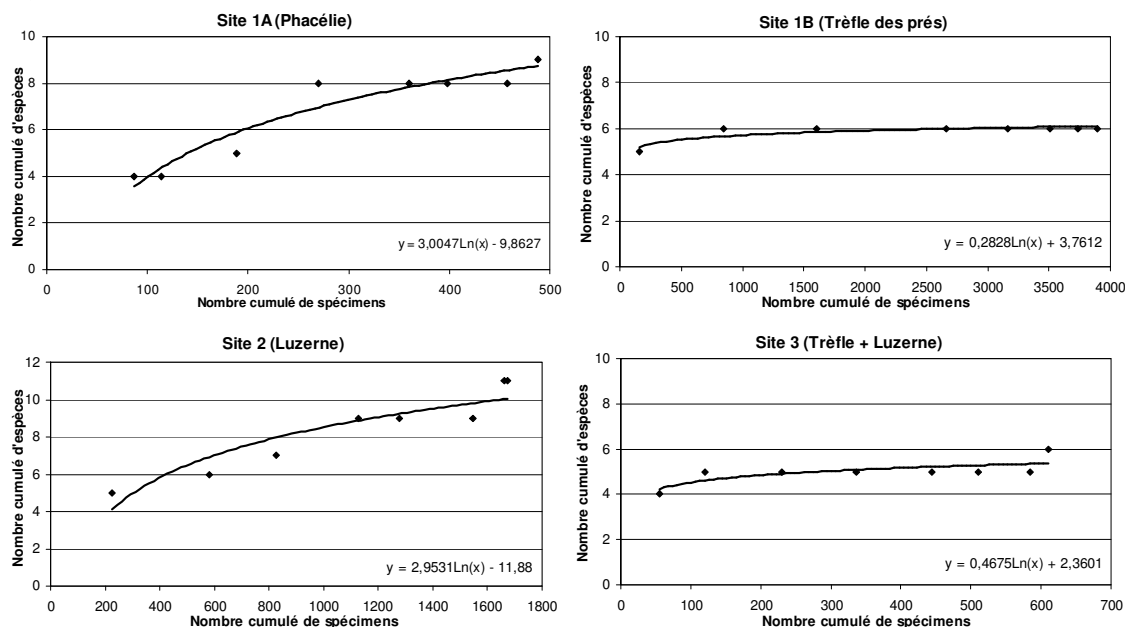 Site 1A (Phacélie)
Nombre cumulé d'espèces
10
8
6
4
2
0
y = 3,0047Ln(x) - 9,8627
0 100 200 300 400 500
Nombre cumulé de spécimens
Site 1B (Trèfle des prés)
Nombre cumulé d'espèces
10
8
6
4
2
0
y = 0,2828Ln(x) + 3,7612
0 500 1000 1500 2000 2500 3000 3500 4000
Nombre cumulé de spécimens
Site 2 (Luzerne)
Nombre cumulé d'espèces
12
10
8
6
4
2
0
y = 2,9531Ln(x) - 11,88
0 200 400 600 800 1000 1200 1400 1600 1800
Nombre cumulé de spécimens
Site 3 (Trèfle + Luzerne)
Nombre cumulé d'espèces
10
8
6
4
2
0
y = 0,4675Ln(x) + 2,3601
0 100 200 300 400 500 600 700
Nombre cumulé de spécimens